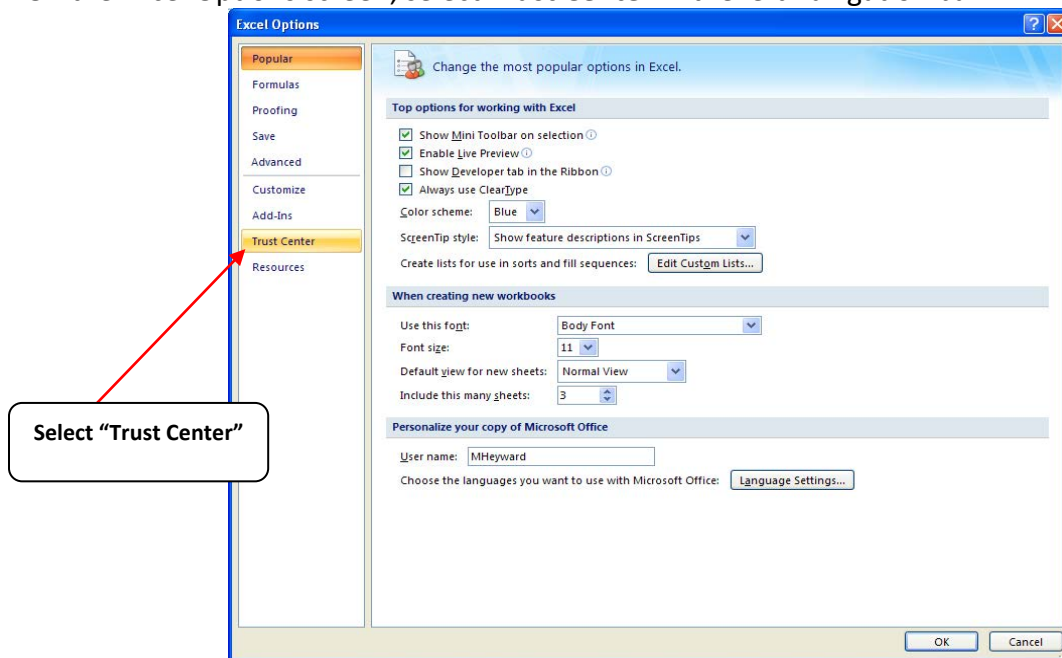 Options screen, select
Excel Options
Popular
Formulas
Proofing
Save
Advanced
Customize
Add-Ins
Trust Center
Resources
Change the most popular options in Excel.
Top options for working with Excel
Show Mini Toolbar on selection
Enable Live Preview
Show Developer tab in the Ribbon
Always use ClearType
Color scheme: Blue
ScreenTip style: Show feature descriptions in ScreenTips
Create lists for use in sorts and fill sequences: Edit Custom Lists...
When creating new workbooks
Use this font: Body Font
Font size: 11
Default view for new sheets: Normal View
Include this many sheets: 3
Personalize your copy of Microsoft Office
User name: MHeyward
Choose the languages you want to use with Microsoft Office: Language Settings...
OK Cancel
Select “Trust Center”